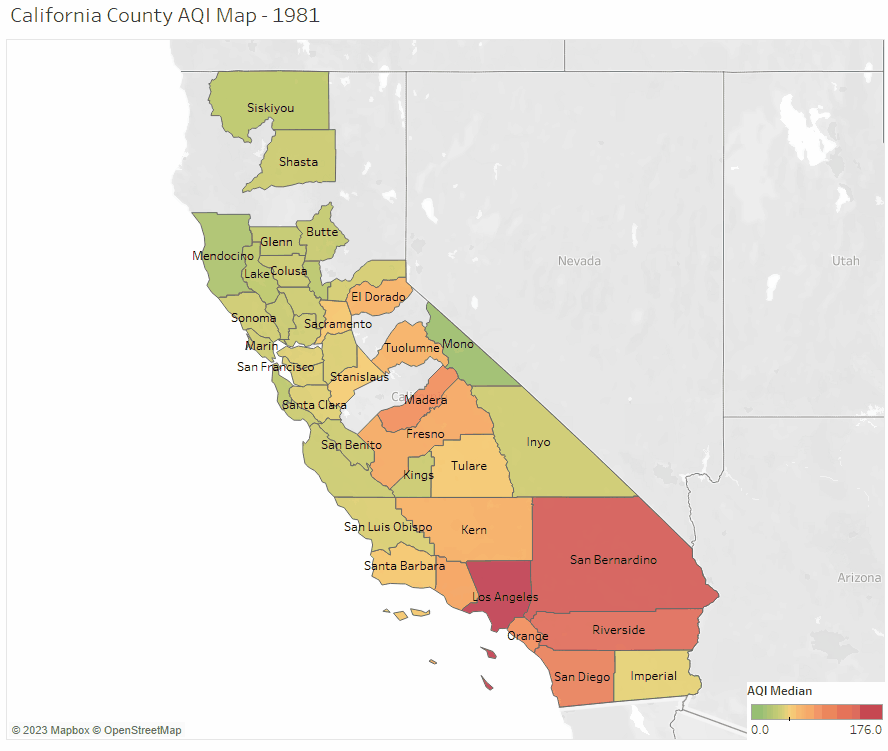 California County AQI Map - 1981
Siskiyou
Shasta
Butte
Glenn
Mendocino
Lake
Colusa
Nevada
Utah
El Dorado
Sonoma
Sacramento
Marin
Tuolumne
Mono
San Francisco
Stanislaus
Ca
Madera
Santa Clara
Fresno
San Benito
Inyo
Tulare
Kings
San Luis Obispo
Kern
Santa Barbara
San Bernardino
Arizona
Los Angeles
Orange
Riverside
San Diego
Imperial
AQI Median
0.0
176.0
© 2023 Mapbox © OpenStreetMap